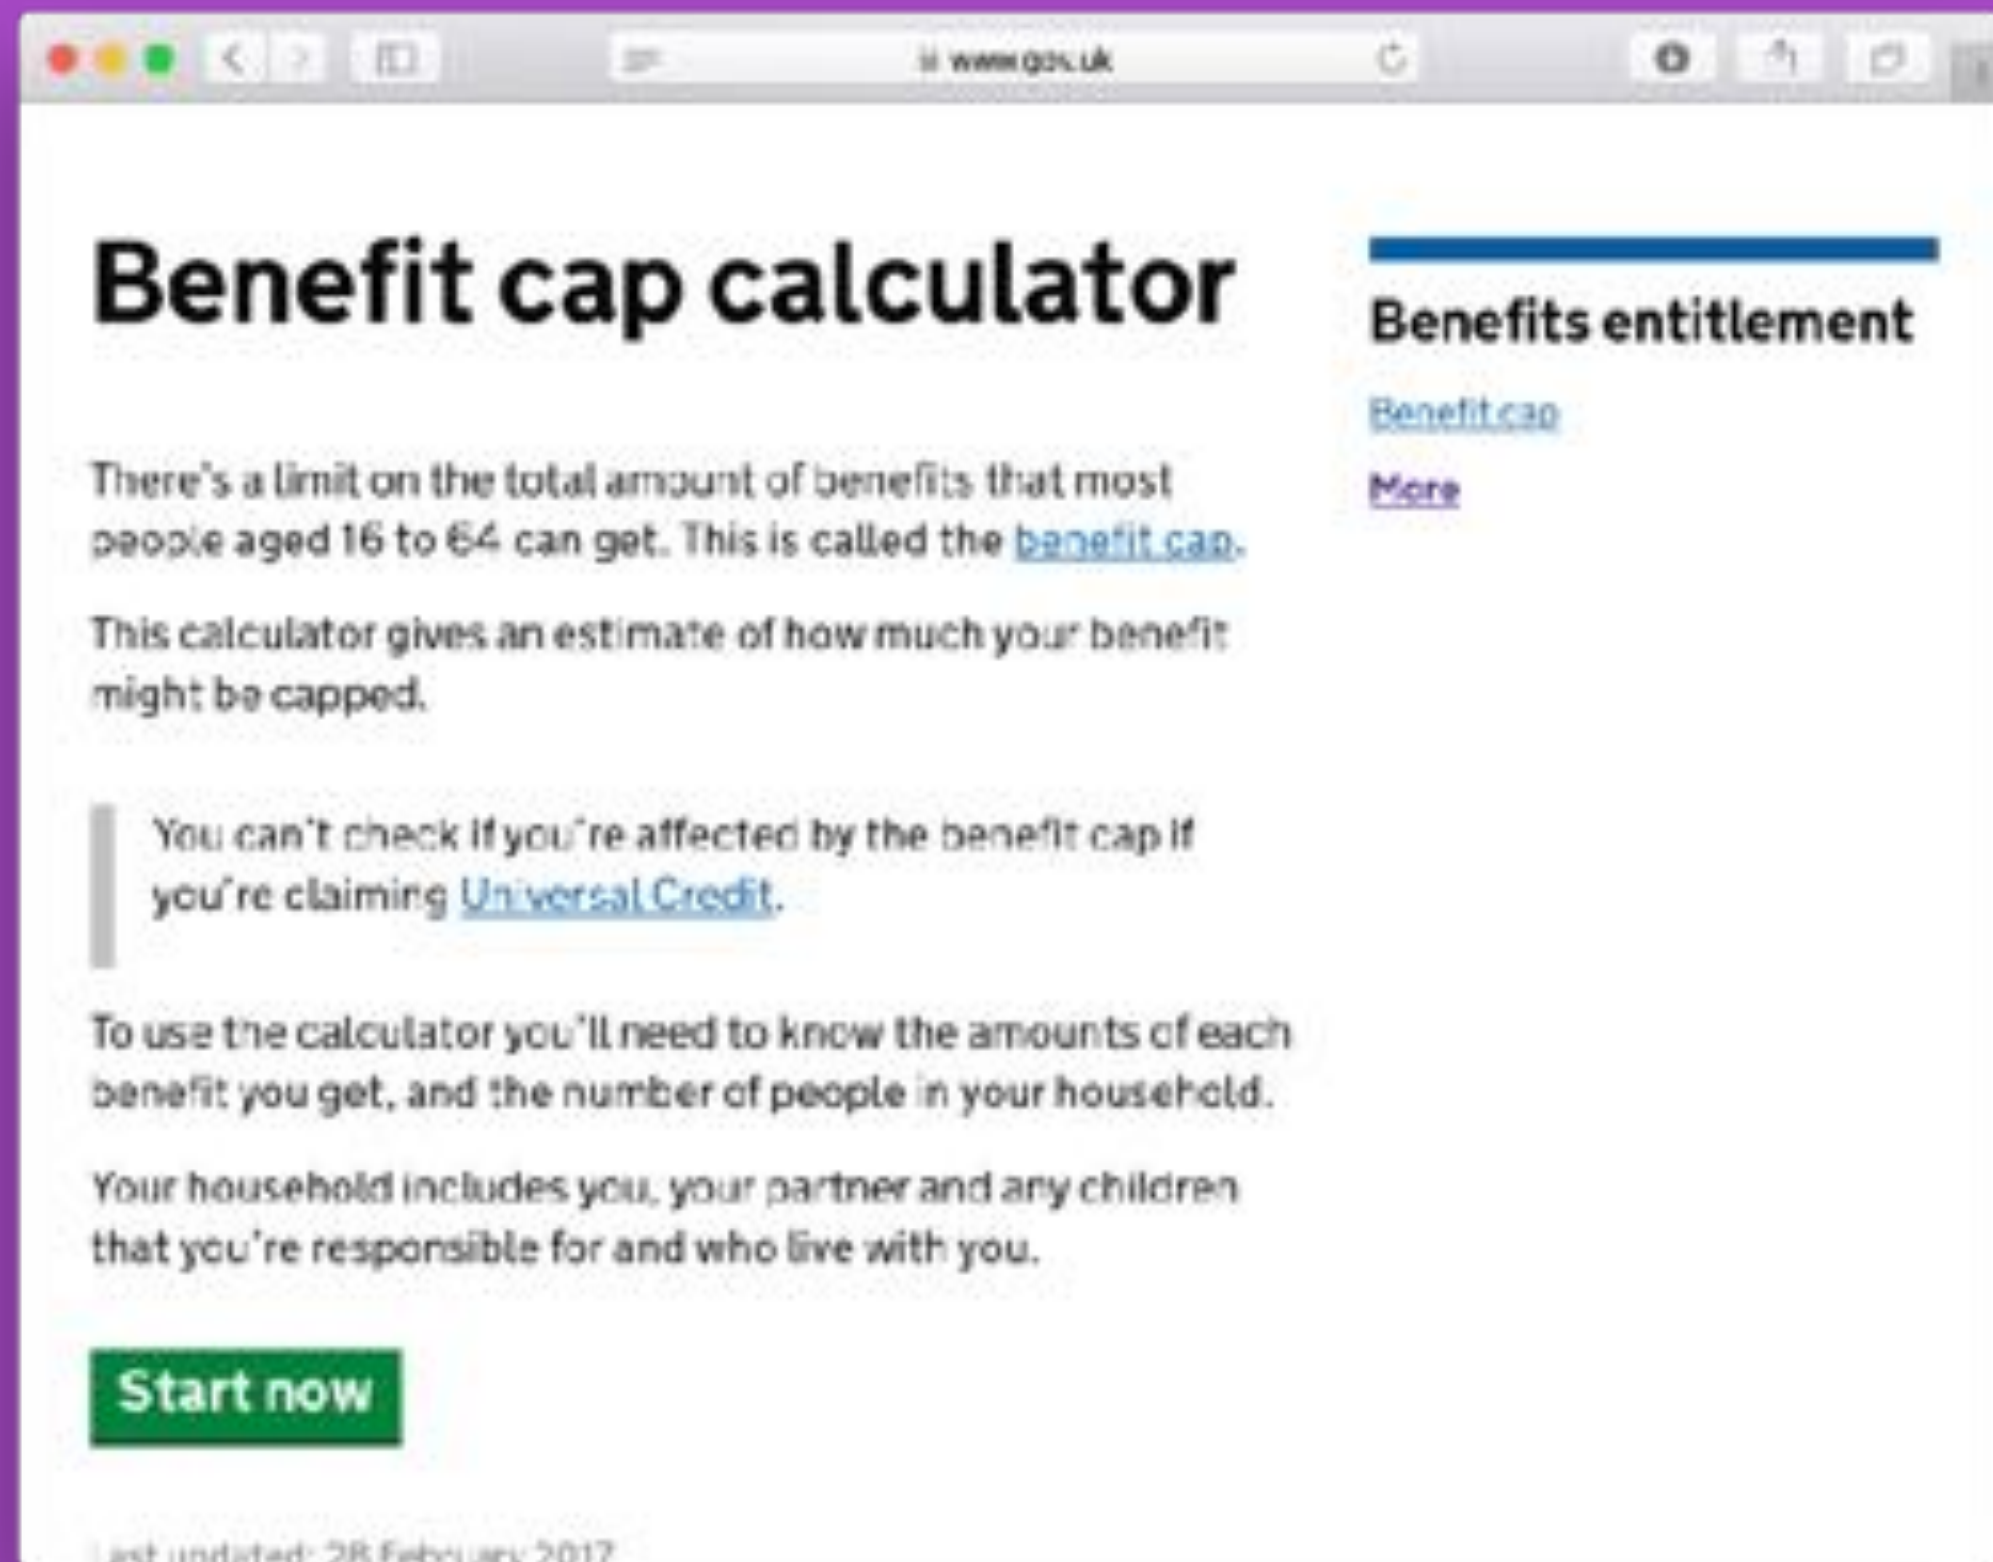 www.gov.uk
Benefit cap calculator
There's a limit on the total amount of benefits that most
people aged 16 to 64 can get. This is called the benefit cap.
This calculator gives an estimate of how much your benefit
might be capped.
You can't check if you're affected by the benefit cap if
you're claiming Universal Credit.
To use the calculator you'll need to know the amounts of each
benefit you get, and the number of people in your household.
Your household includes you, your partner and any children
that you're responsible for and who live with you.
Start now
Last updated: 28 February 2017
Benefits entitlement
Benefit cap
More